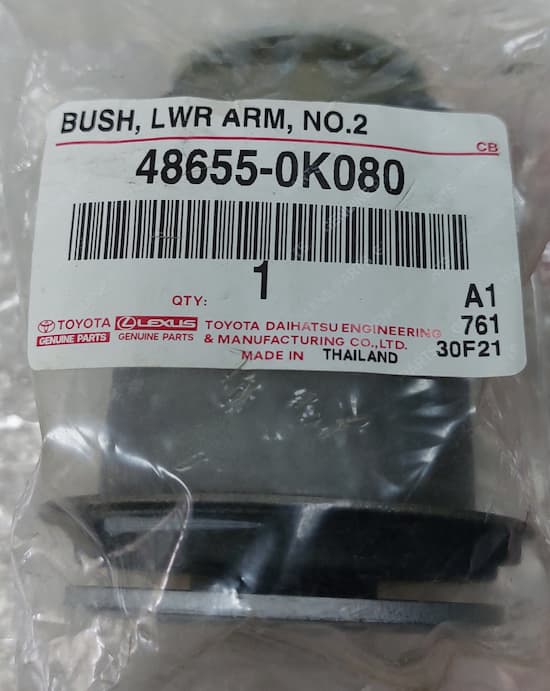 BUSH, LWR ARM, NO.2
CB
48655-0K080
QTY: 1
A1
TOYOTA LEXUS TOYOTA DAIHATSU ENGINEERING 761
GENUINE PARTS GENUINE PARTS & MANUFACTURING CO.,LTD. 30F21
MADE IN THAILAND